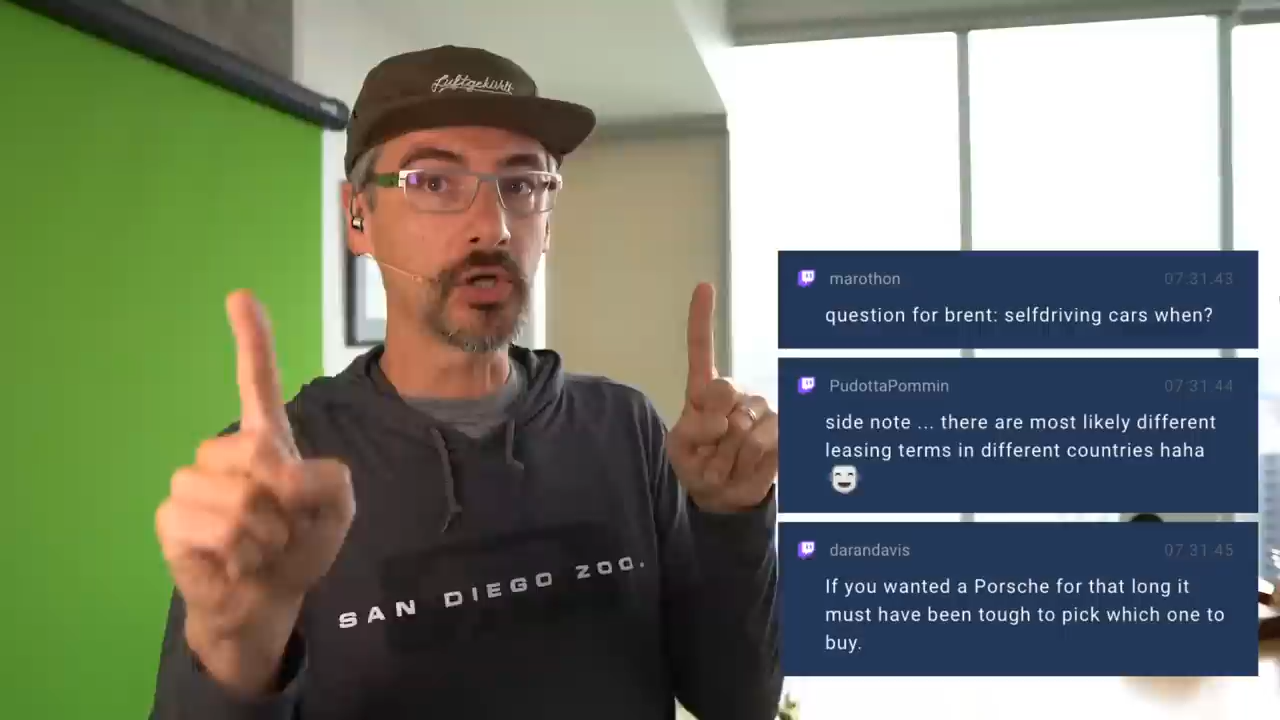 Luftgekühlt
SAN DIEGO ZOO.
marothon 07.31.43
question for brent: selfdriving cars when?
PudottaPommin 07.31.44
side note ... there are most likely different
leasing terms in different countries haha
darandavis 07.31.45
If you wanted a Porsche for that long it
must have been tough to pick which one to
buy.